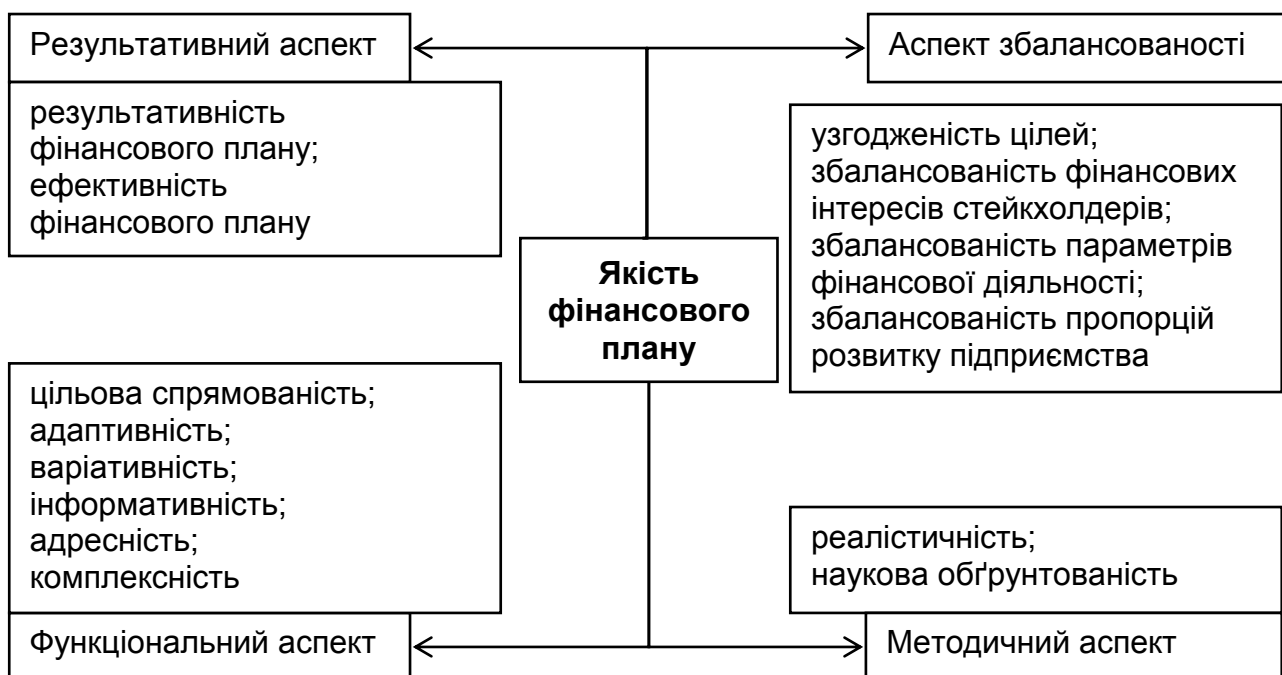 Результативний аспект
результативність
фінансового плану;
ефективність
фінансового плану
Аспект збалансованості
узгодженість цілей;
збалансованість фінансових
інтересів стейкхолдерів;
збалансованість параметрів
фінансової діяльності;
збалансованість пропорцій
розвитку підприємства
Якість
фінансового
плану
цільова спрямованість;
адаптивність;
варіативність;
інформативність;
адресність;
комплексність
Функціональний аспект
реалістичність;
наукова обґрунтованість
Методичний аспект